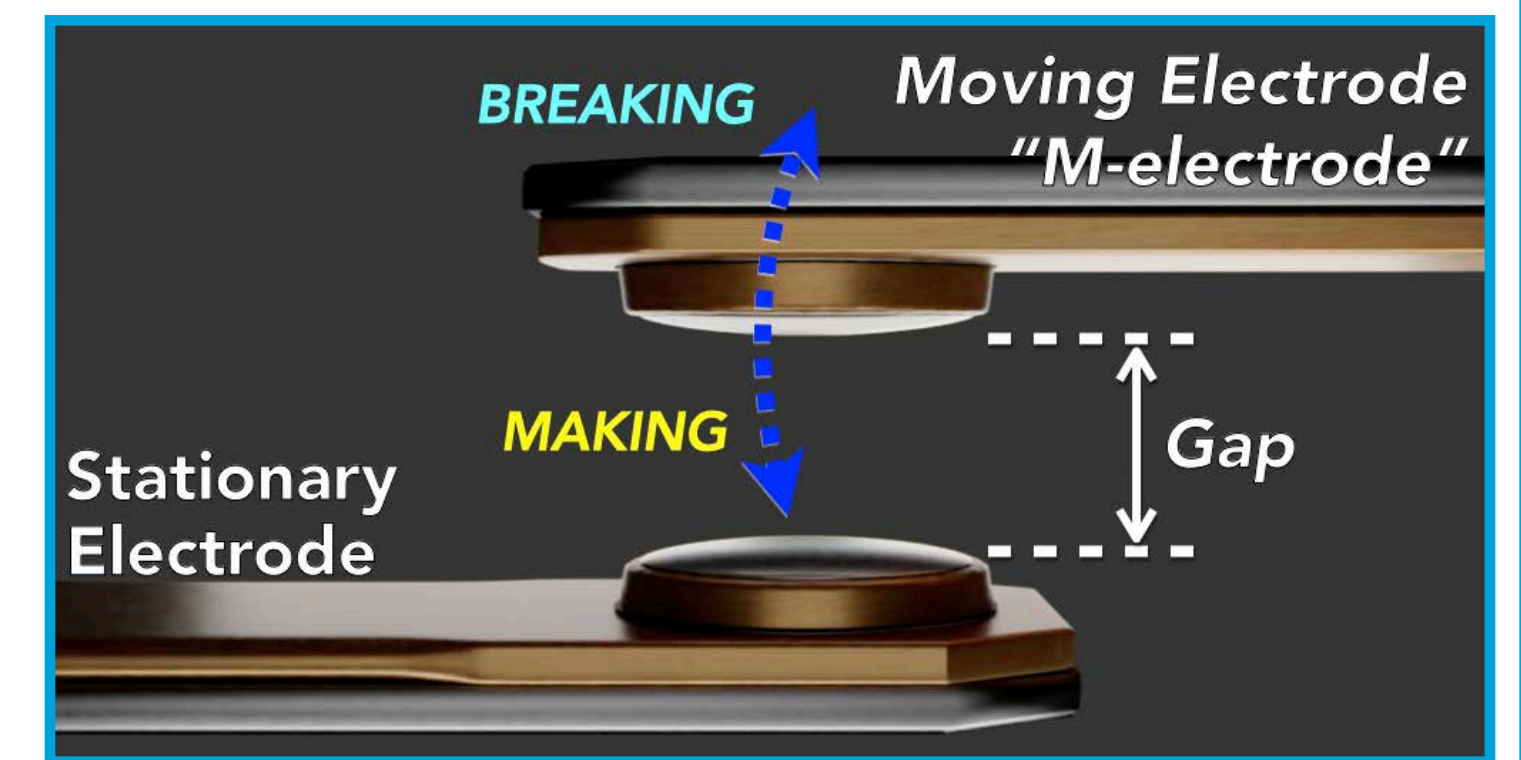 BREAKING
Moving Electrode
“M-electrode”
MAKING
Gap
Stationary
Electrode